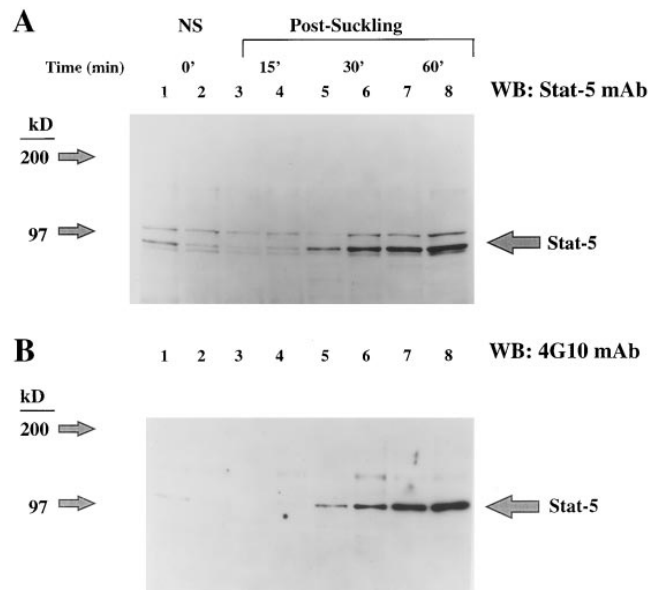 A
NS Post-Suckling
Time (min) 0’ 15’ 30’ 60’
1 2 3 4 5 6 7 8 WB: Stat-5 mAb
kD
200
97
Stat-5
B
1 2 3 4 5 6 7 8 WB: 4G10 mAb
kD
200
97
Stat-5